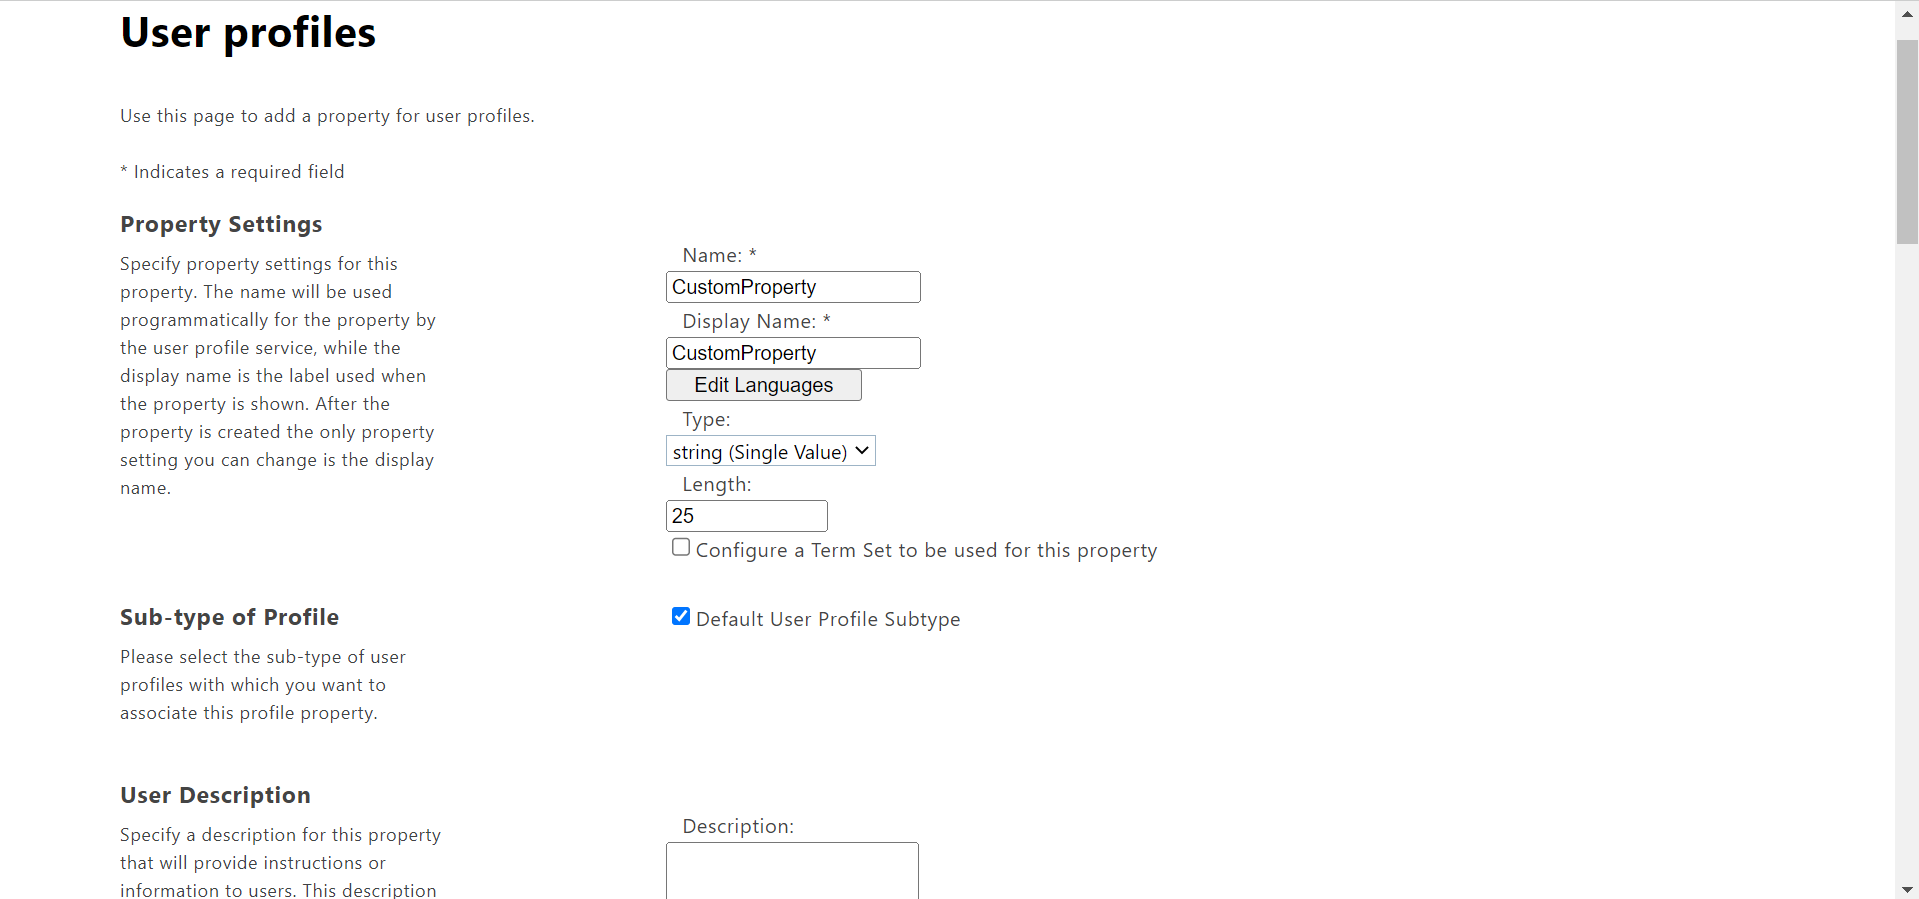 User profiles
Use this page to add a property for user profiles.
* Indicates a required field
Property Settings
Specify property settings for this
property. The name will be used
programmatically for the property by
the user profile service, while the
display name is the label used when
the property is shown. After the
property is created the only property
setting you can change is the display
name.
Name: *
CustomProperty
Display Name: *
CustomProperty
Edit Languages
Type:
string (Single Value)
Length:
25
Configure a Term Set to be used for this property
Sub-type of Profile
Please select the sub-type of user
profiles with which you want to
associate this profile property.
Default User Profile Subtype
User Description
Specify a description for this property
that will provide instructions or
information to users. This description
Description: